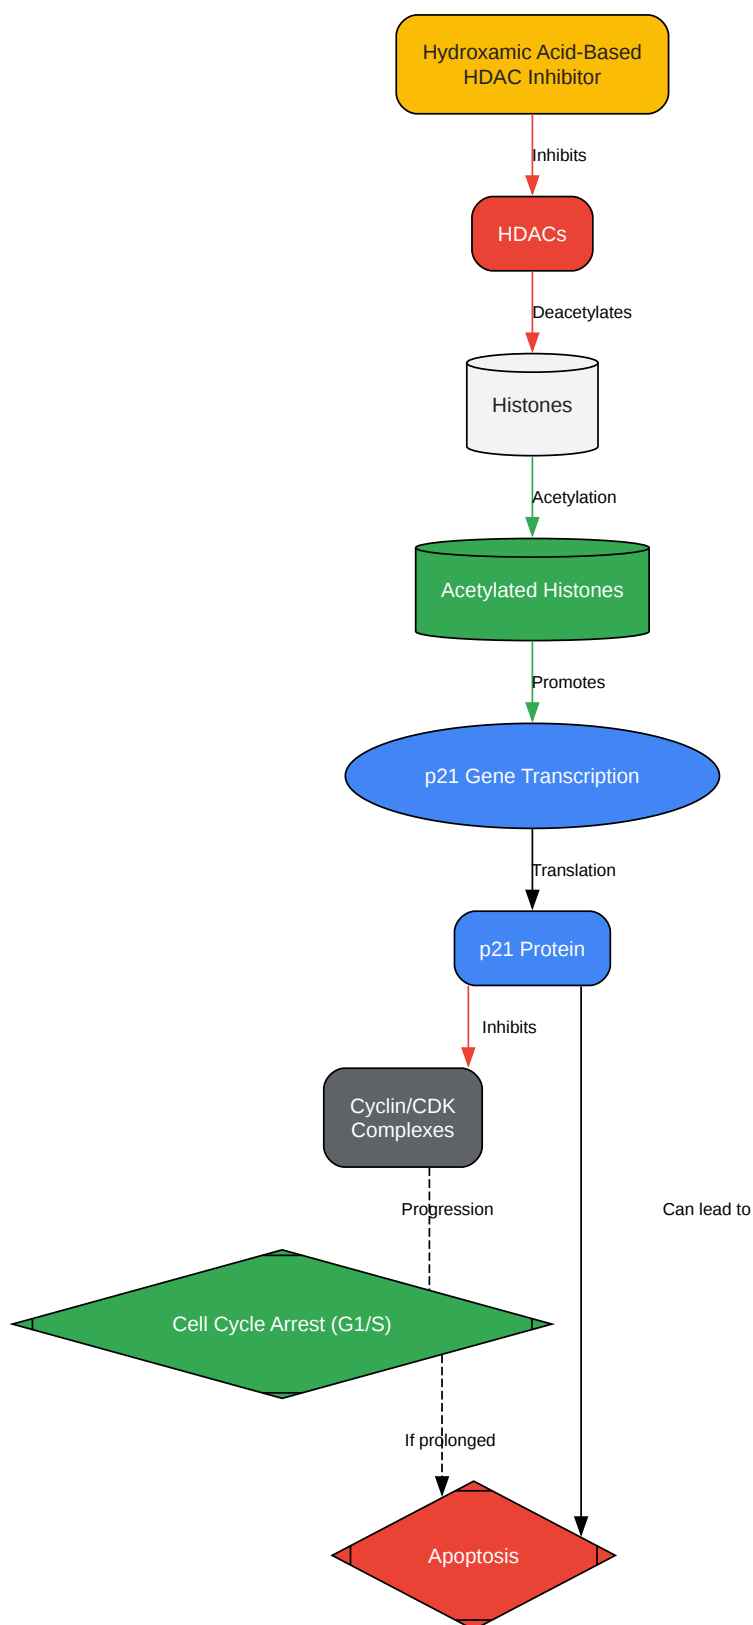 Hydroxamic Acid-Based
HDAC Inhibitor
Inhibits
HDACs
Deacetylates
Histones
Acetylation
Acetylated Histones
Promotes
p21 Gene Transcription
Translation
p21 Protein
Inhibits
Cyclin/CDK
Complexes
Progression
Can lead to
Cell Cycle Arrest (G1/S)
If prolonged
Apoptosis